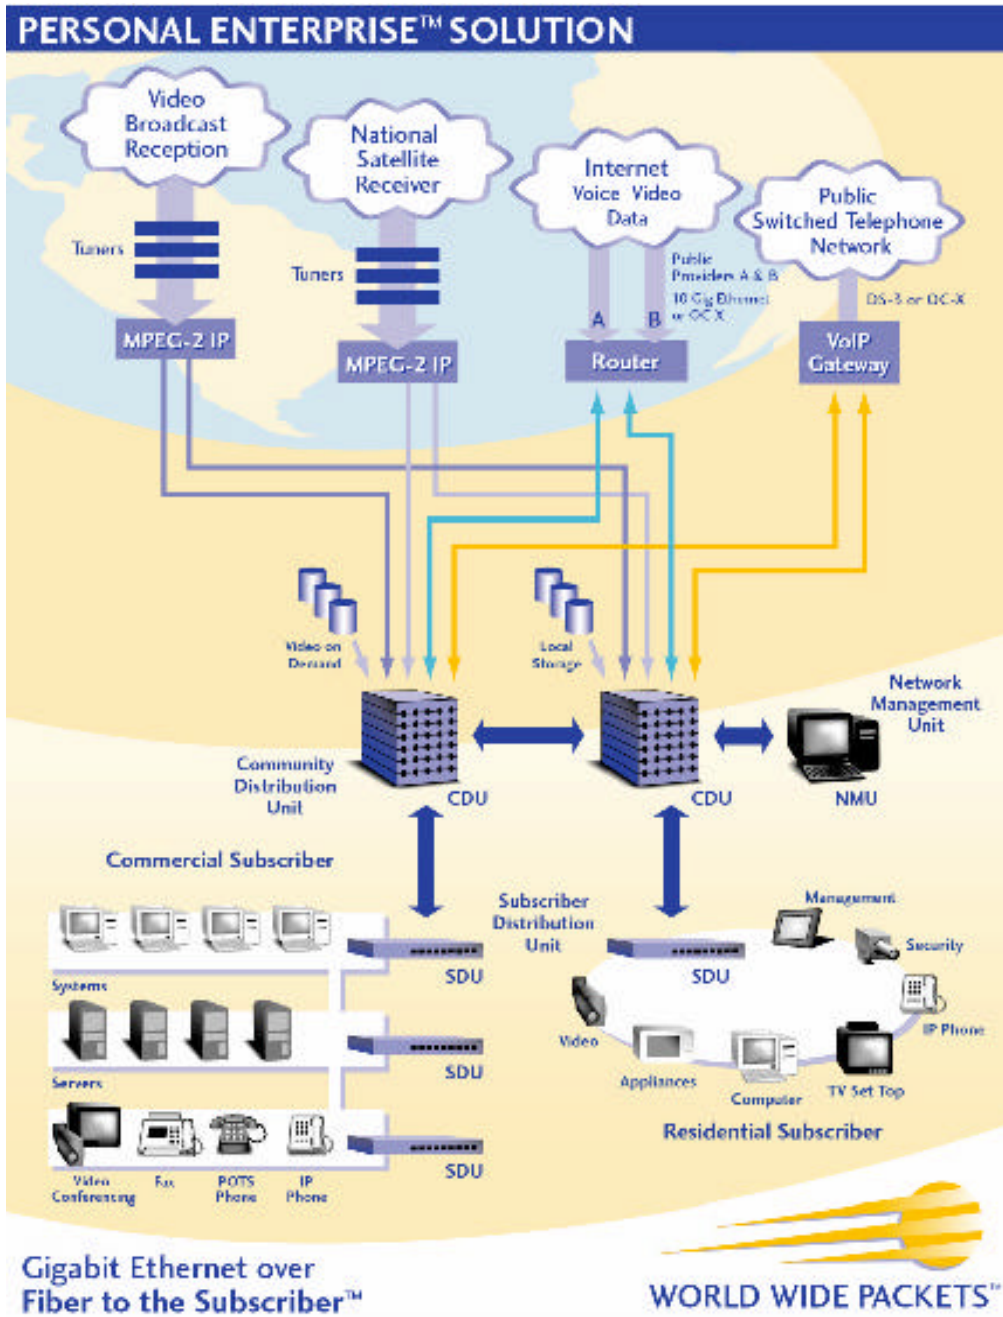 PERSONAL ENTERPRISE™ SOLUTION
Video
Broadcast
Reception
National
Satellite
Receiver
Internet
Voice Video
Data
Public
Switched Telephone
Network
Tuners
Tuners
Public
Providers A & B
10 Gig Ethernet
or OC-X
DS-3 or OC-X
A
B
MPEG-2 IP
MPEG-2 IP
Router
VoIP
Gateway
Video on
Demand
Local
Storage
Network
Management
Unit
Community
Distribution
Unit
CDU
CDU
NMU
Commercial Subscriber
Subscriber
Distribution
Unit
Management
Security
SDU
SDU
Systems
IP Phone
Video
Appliances
Computer
TV Set Top
Servers
SDU
Residential Subscriber
SDU
Video
Conferencing
Fax
POTS
Phone
IP
Phone
Gigabit Ethernet over
Fiber to the Subscriber™
WORLD WIDE PACKETS™